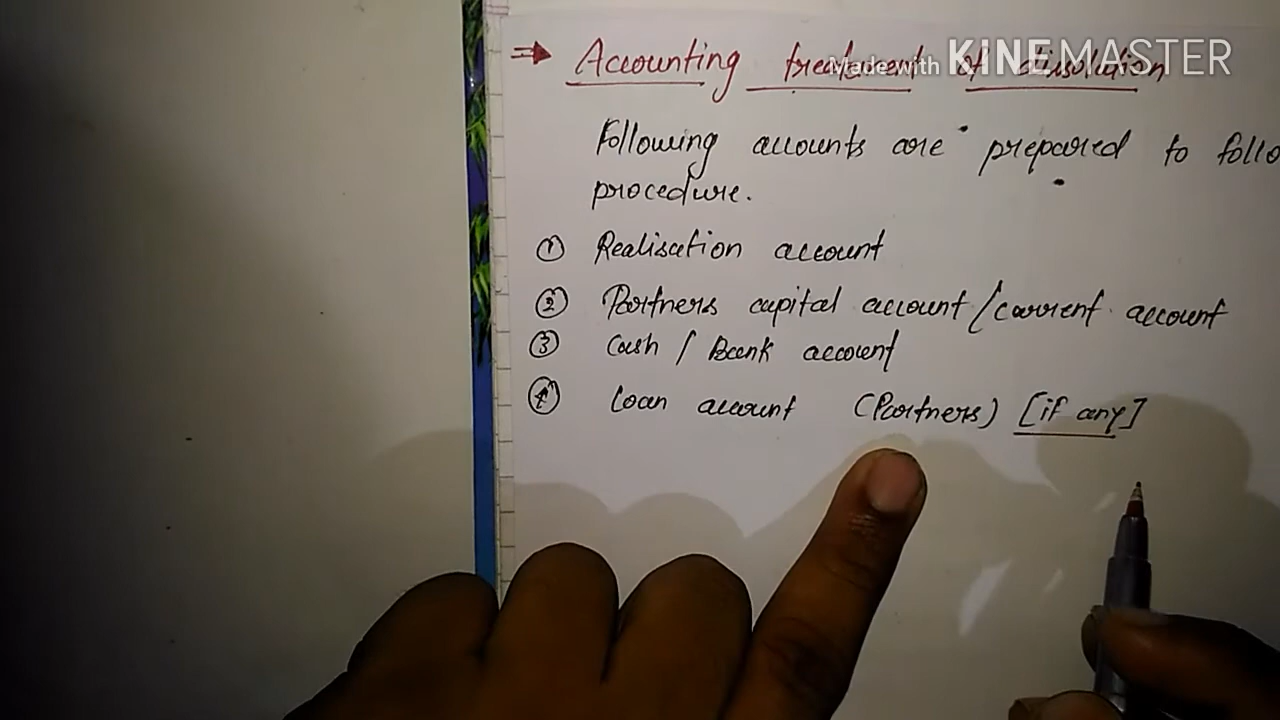 ⇒ Accounting treatment of dissolution
Made with KINEMASTER
Following accounts are prepared to follo
procedure.
① Realisation account
② Partners capital account / current account
③ Cash / Bank account
④ Loan account (Partners) [if any]